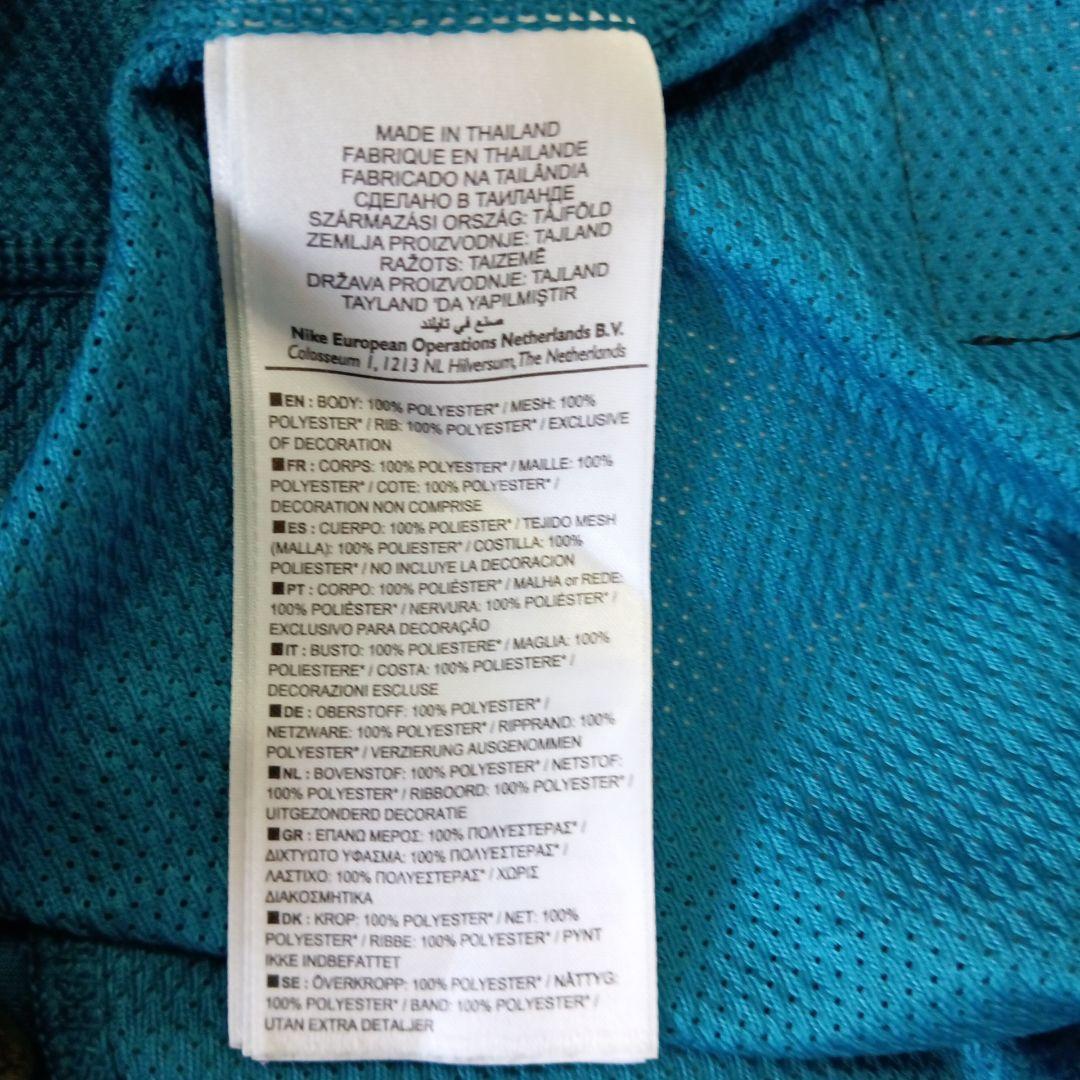 MADE IN THAILAND
FABRIQUE EN THAILANDE
FABRICADO NA TAILÂNDIA
СДЕЛАНО В ТАИЛАНДЕ
SZÁRMAZÁSI ORSZÁG: TÁJFÖLD
ZEMLJA PROIZVODNJE: TAJLAND
RAŽOTS: TAIZEMĒ
DRŽAVA PROIZVODNJE: TAJLAND
TAYLAND 'DA YAPILMIŞTIR
صنع في تايلند
Nike European Operations Netherlands B.V.
Colosseum 1, 1213 NL Hilversum, The Netherlands
■EN : BODY: 100% POLYESTER* / MESH: 100%
POLYESTER* / RIB: 100% POLYESTER* / EXCLUSIVE
OF DECORATION
■FR : CORPS: 100% POLYESTER* / MAILLE: 100%
POLYESTER* / COTE: 100% POLYESTER* /
DECORATION NON COMPRISE
■ES : CUERPO: 100% POLIESTER* / TEJIDO MESH
(MALLA): 100% POLIESTER* / COSTILLA: 100%
POLIESTER* / NO INCLUYE LA DECORACION
■PT : CORPO: 100% POLIÉSTER* / MALHA or REDE:
100% POLIÉSTER* / NERVURA: 100% POLIÉSTER* /
EXCLUSIVO PARA DECORAÇÃO
■IT : BUSTO: 100% POLIESTERE* / MAGLIA: 100%
POLIESTERE* / COSTA: 100% POLIESTERE* /
DECORAZIONI ESCLUSE
■DE : OBERSTOFF: 100% POLYESTER* /
NETZWARE: 100% POLYESTER* / RIPPRAND: 100%
POLYESTER* / VERZIERUNG AUSGENOMMEN
■NL : BOVENSTOF: 100% POLYESTER* / NETSTOF:
100% POLYESTER* / RIBBOORD: 100% POLYESTER* /
UITGEZONDERD DECORATIE
■GR : ΕΠΑΝΩ ΜΕΡΟΣ: 100% ΠΟΛΥΕΣΤΕΡΑΣ* /
ΔΙΧΤΥΩΤΟ ΥΦΑΣΜΑ: 100% ΠΟΛΥΕΣΤΕΡΑΣ* /
ΛΑΣΤΙΧΟ: 100% ΠΟΛΥΕΣΤΕΡΑΣ* / ΧΩΡΙΣ
ΔΙΑΚΟΣΜΗΤΙΚΑ
■DK : KROP: 100% POLYESTER* / NET: 100%
POLYESTER* / RIBBE: 100% POLYESTER* / PYNT
IKKE INDBEFATTET
■SE : ÖVERKROPP: 100% POLYESTER* / NÄTTYG:
100% POLYESTER* / BAND: 100% POLYESTER* /
UTAN EXTRA DETALJER